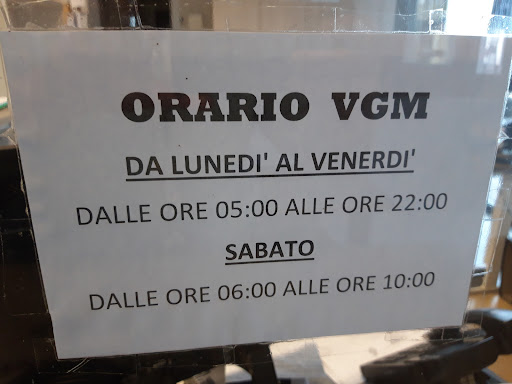 ORARIO VGM
DA LUNEDI' AL VENERDI'
DALLE ORE 05:00 ALLE ORE 22:00
SABATO
DALLE ORE 06:00 ALLE ORE 10:00